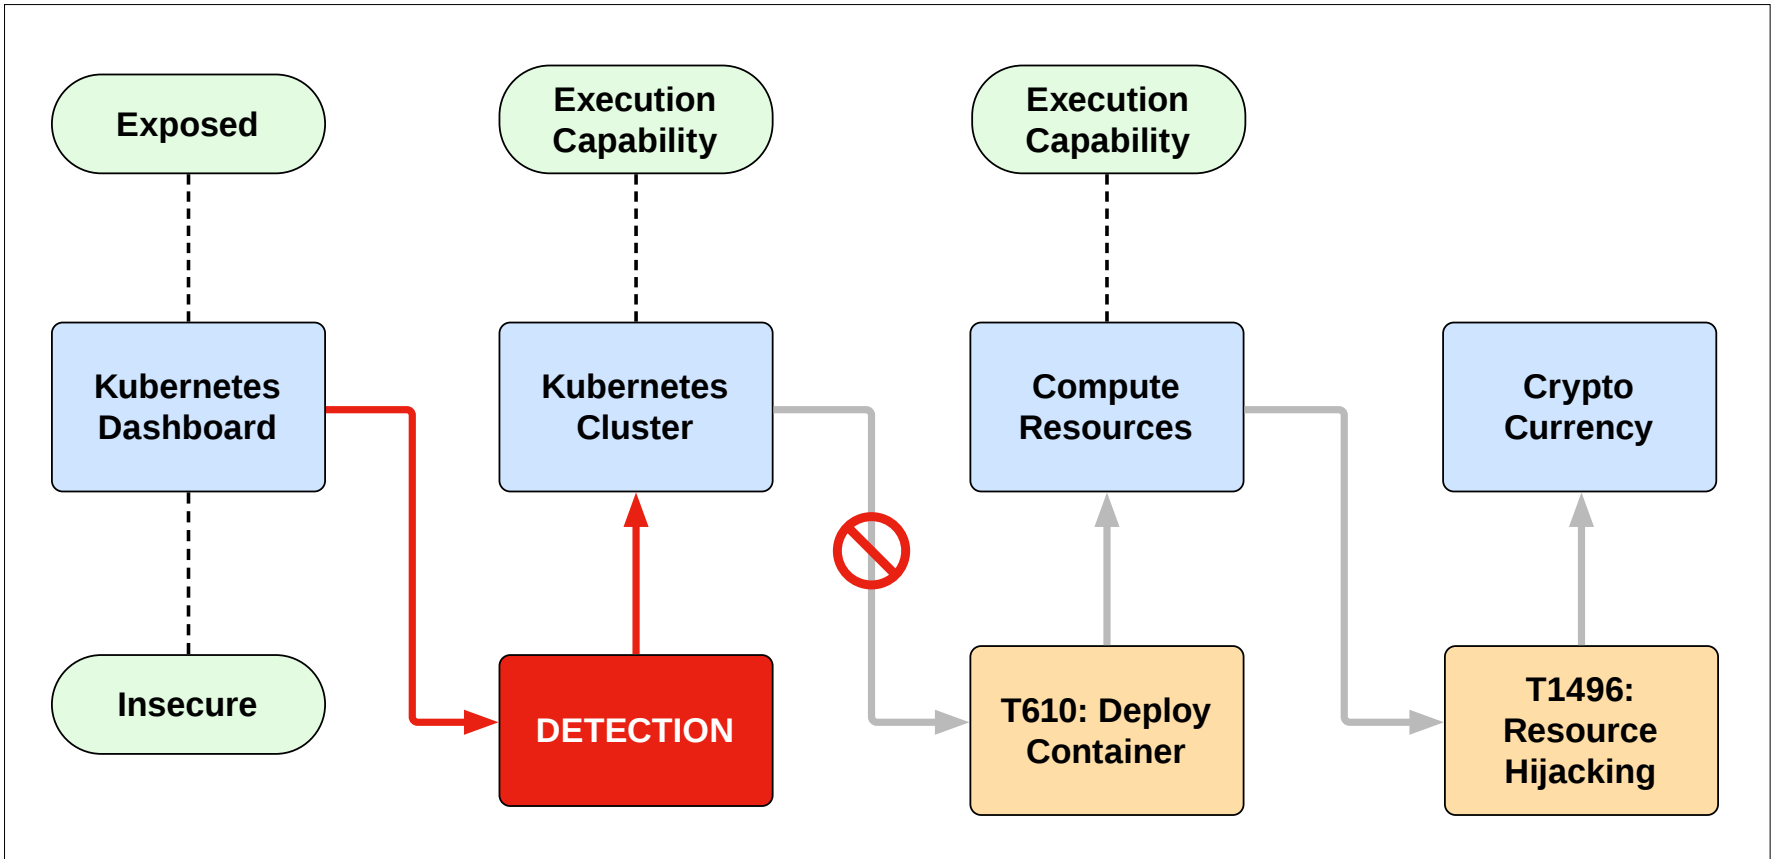 Exposed
Execution
Capability
Execution
Capability
Kubernetes
Dashboard
Kubernetes
Cluster
Compute
Resources
Crypto
Currency
Insecure
DETECTION
T610: Deploy
Container
T1496:
Resource
Hijacking